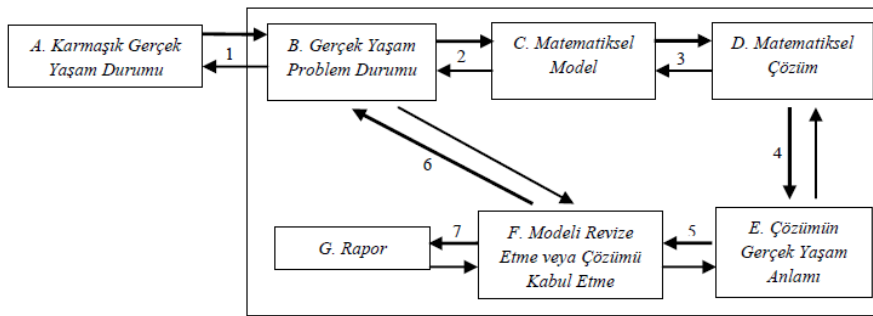 A. Karmaşık Gerçek
Yaşam Durumu
1
B. Gerçek Yaşam
Problem Durumu
2
C. Matematiksel
Model
3
D. Matematiksel
Çözüm
4
6
G. Rapor
7
F. Modeli Revize
Etme veya Çözümü
Kabul Etme
5
E. Çözümün
Gerçek Yaşam
Anlamı